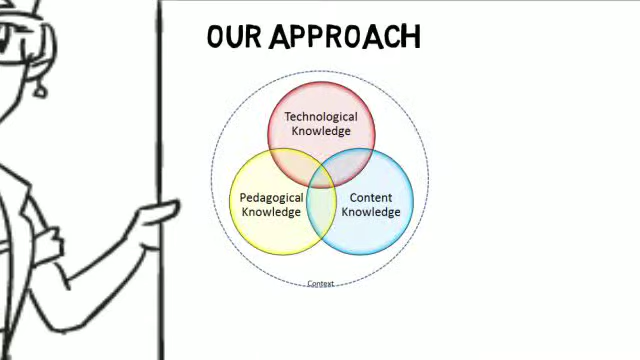 OUR APPROACH
Technological
Knowledge
Pedagogical
Knowledge
Content
Knowledge
Context